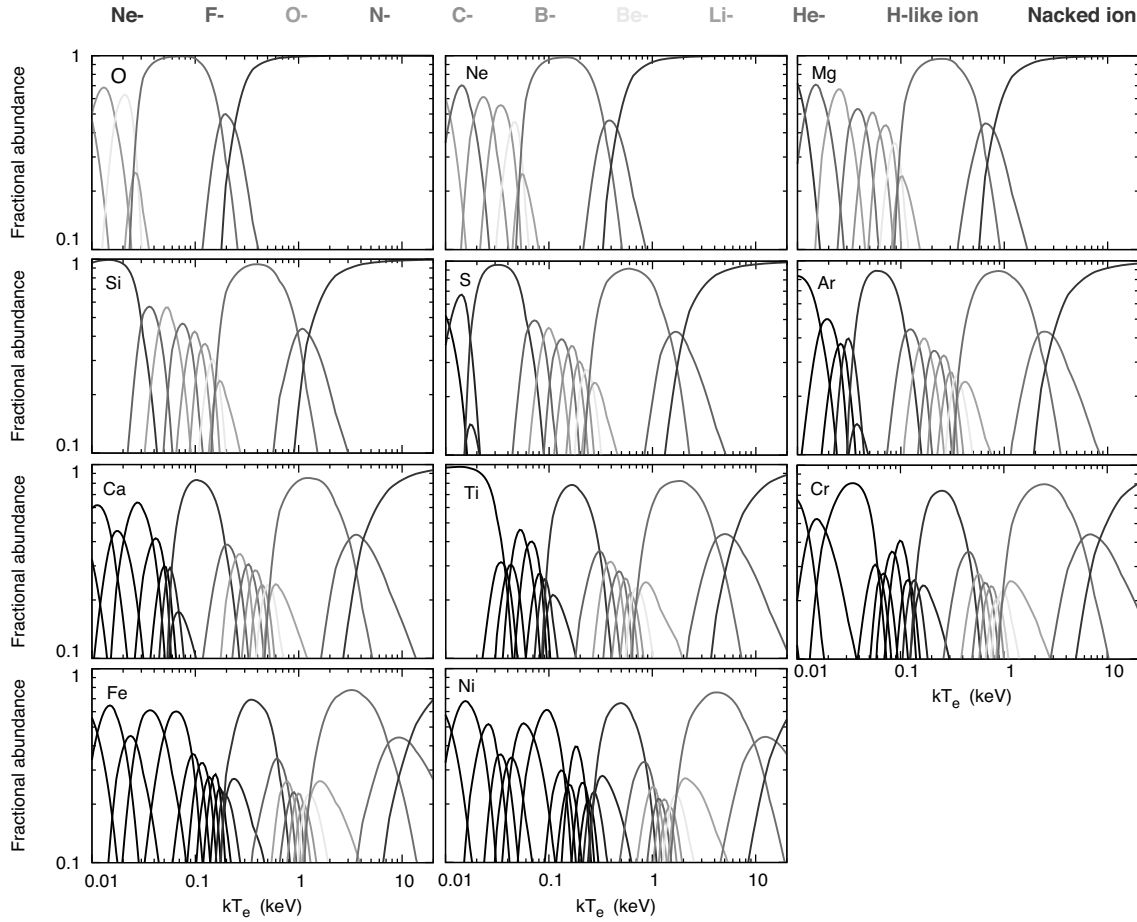 Ne- F- O- N- C- B- Be- Li- He- H-like ion Nacked ion
Fractional abundance
1
0.1
O
Ne
Mg
Fractional abundance
1
0.1
Si
S
Ar
Fractional abundance
1
0.1
Ca
Ti
Cr
0.01 0.1 1 10
kTe (keV)
Fractional abundance
1
0.1
Fe
Ni
0.01 0.1 1 10
kTe (keV)
0.01 0.1 1 10
kTe (keV)